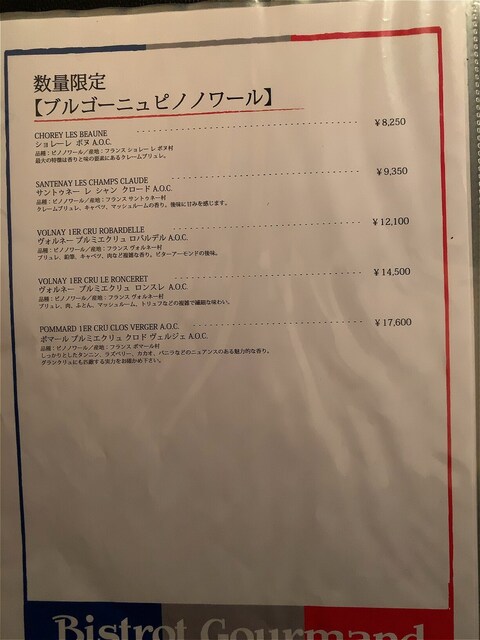 数量限定
【ブルゴーニュピノノワール】
CHOREY LES BEAUNE ¥8,250
ショレーレ ボヌ A.O.C.
品種：ピノノワール／産地：フランス ショレーレ ボヌ村
最大の特徴は香りと味の要素にあるクレームブリュレ。
SANTENAY LES CHAMPS CLAUDE ¥9,350
サントゥネー レ シャン クロード A.O.C.
品種：ピノノワール／産地：フランス サントゥネー村
クレームブリュレ、キャベツ、マッシュルームの香り。後味に甘みを感じます。
VOLNAY 1ER CRU ROBARDELLE ¥12,100
ヴォルネー プルミエクリュ ロバルデル A.O.C.
品種：ピノノワール／産地：フランス ヴォルネー村
ブリュレ、鉛筆、キャベツ、肉など複雑な香り。ビターアーモンドの後味。
VOLNAY 1ER CRU LE RONCERET ¥14,500
ヴォルネー プルミエクリュ ロンスレ A.O.C.
品種：ピノノワール／産地：フランス ヴォルネー村
ブリュレ、肉、ふとん、マッシュルーム、トリュフなどの複雑で繊細な味わい。
POMMARD 1ER CRU CLOS VERGER A.O.C. ¥17,600
ポマール プルミエクリュ クロ ド ヴェルジェ A.O.C.
品種：ピノノワール／産地：フランス ポマール村
しっかりとしたタンニン、ラズベリー、カカオ、バニラなどのニュアンスのある魅力的な香り。
グランクリュにも匹敵する実力をお確かめ下さい。
Bistrot Gourmand